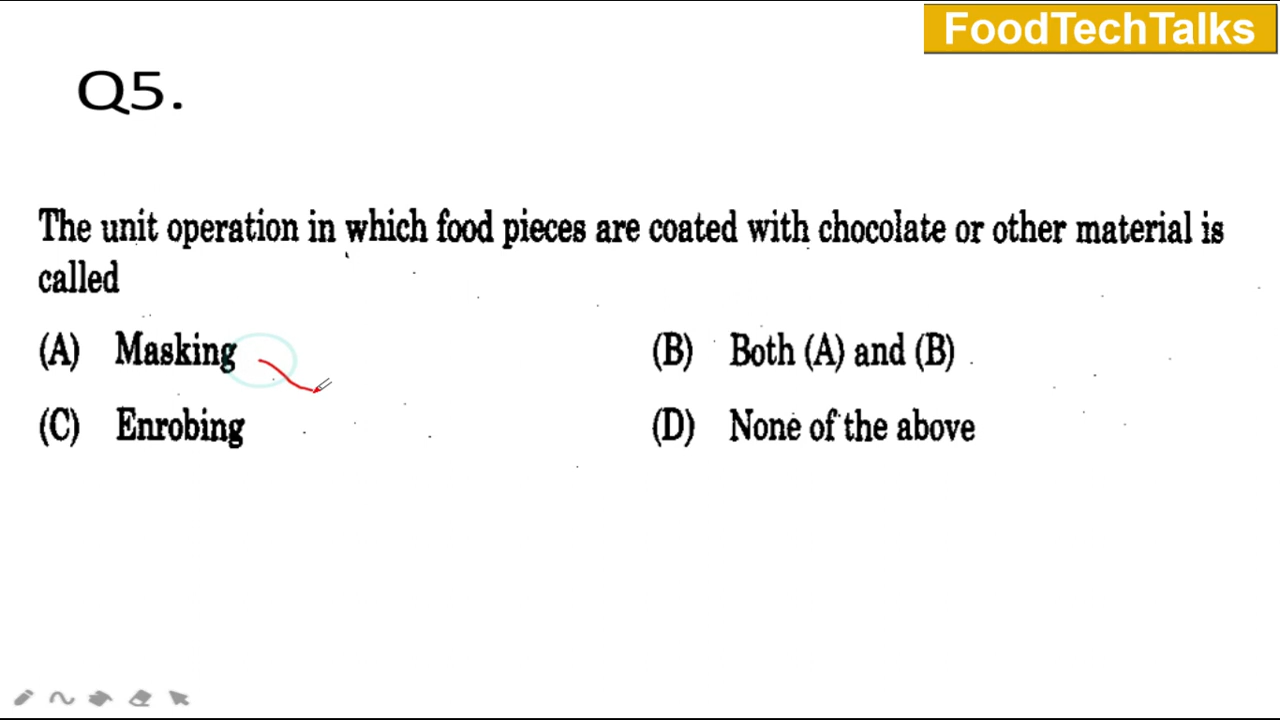 FoodTechTalks
Q5.
The unit operation in which food pieces are coated with chocolate or other material is
called
(A) Masking (B) Both (A) and (B)
(C) Enrobing (D) None of the above